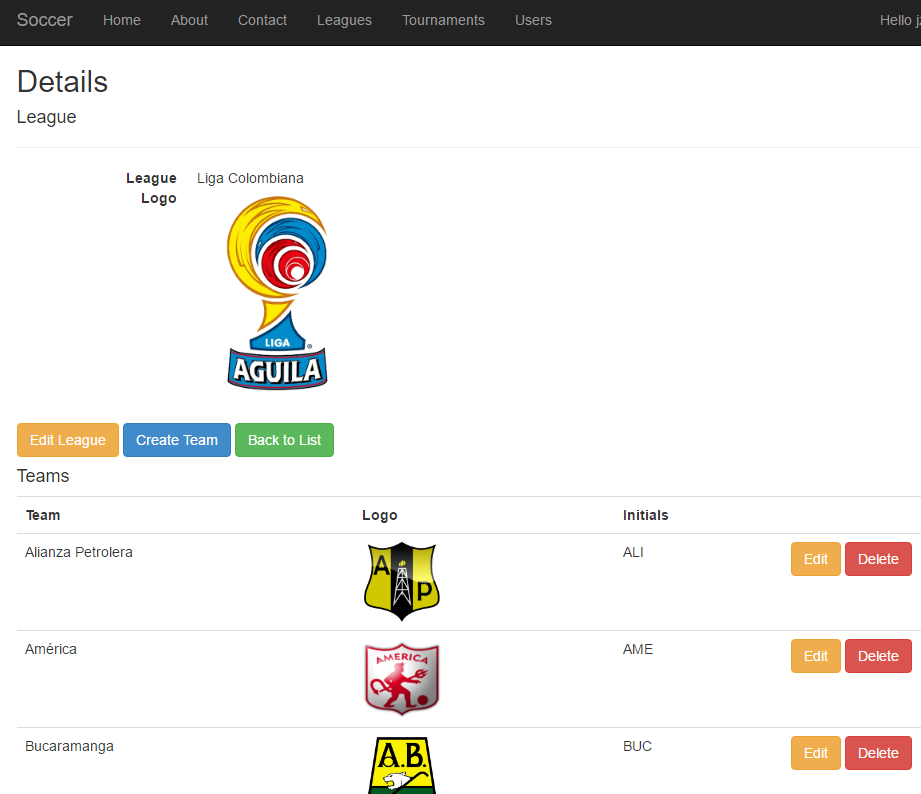 Soccer Home About Contact Leagues Tournaments Users Hello
Details
League
League Liga Colombiana
Logo
LIGA
AGUILA
Edit League Create Team Back to List
Teams
Team Logo Initials
Alianza Petrolera ALI Edit Delete
A P
América AME Edit Delete
AMERICA
Bucaramanga BUC Edit Delete
A.B.